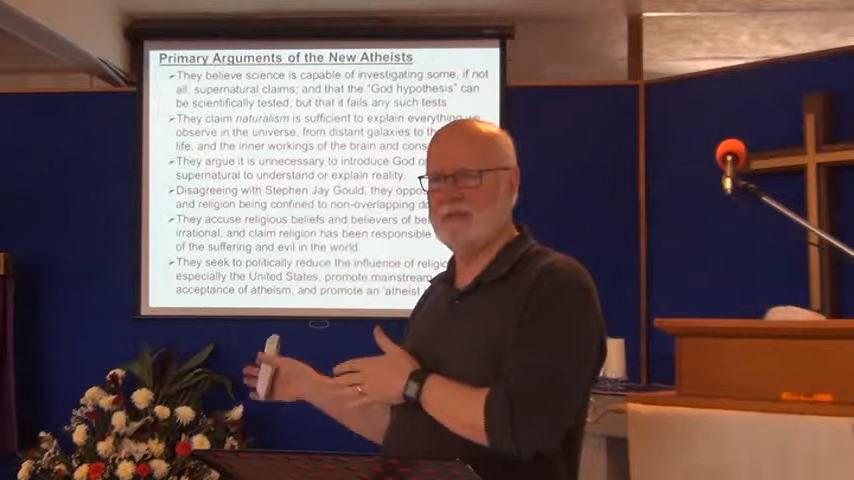 Primary Arguments of the New Atheists
➢They believe science is capable of investigating some, if not
all, supernatural claims; and that the "God hypothesis" can
be scientifically tested, but that it fails any such tests
➢They claim naturalism is sufficient to explain everything we
observe in the universe, from distant galaxies to the
life, and the inner workings of the brain and
➢They argue it is unnecessary to introduce God
supernatural to understand or explain reality.
➢Disagreeing with Stephen Jay Gould, they
and religion being confined to non-overlapping
➢They accuse religious beliefs and believers of
irrational, and claim religion has been responsible
of the suffering and evil in the world.
➢They seek to politically reduce the influence of
especially the United States, promote mainstream
acceptance of atheism, and promote an 'atheist